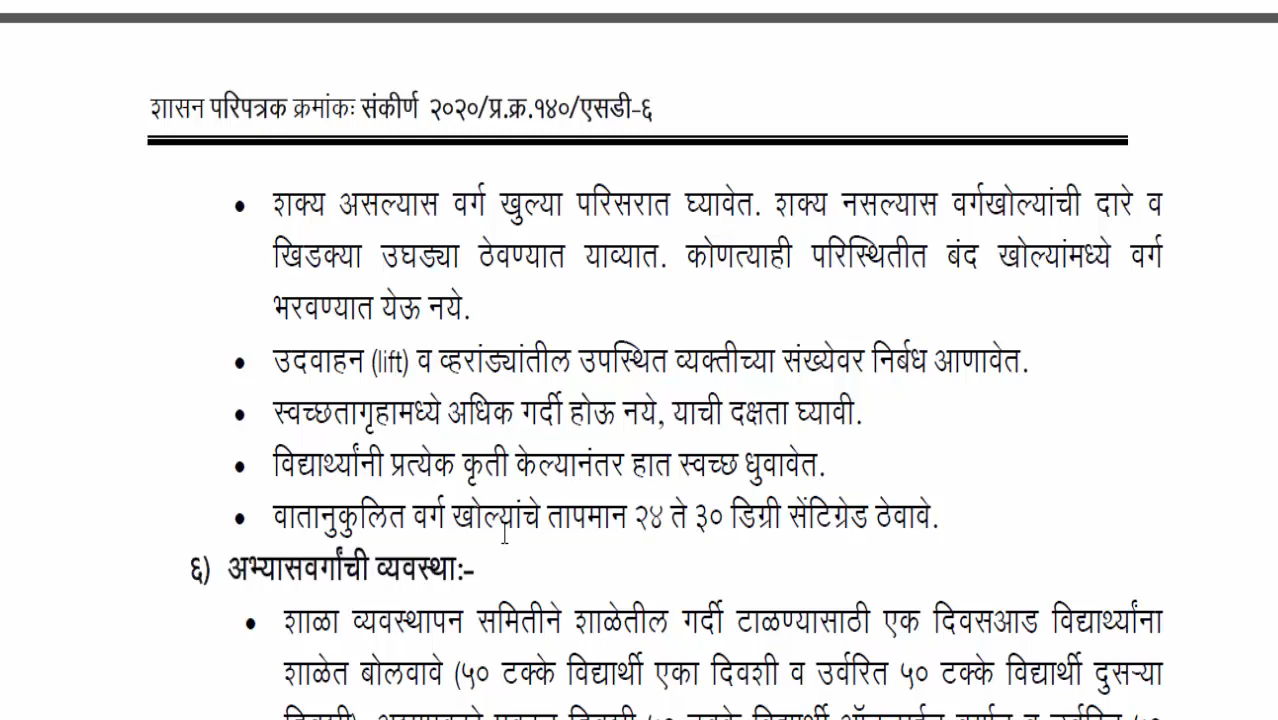 शासन परिपत्रक क्रमांकः संकीर्ण २०२०/प्र.क्र.१४०/एसडी-६
• शक्य असल्यास वर्ग खुल्या परिसरात घ्यावेत. शक्य नसल्यास वर्गखोल्यांची दारे व
खिडक्या उघड्या ठेवण्यात याव्यात. कोणत्याही परिस्थितीत बंद खोल्यांमध्ये वर्ग
भरवण्यात येऊ नये.
• उदवाहन (lift) व व्हरांड्यांतील उपस्थित व्यक्तीच्या संख्येवर निर्बध आणावेत.
• स्वच्छतागृहामध्ये अधिक गर्दी होऊ नये, याची दक्षता घ्यावी.
• विद्यार्थ्यांनी प्रत्येक कृती केल्यानंतर हात स्वच्छ धुवावेत.
• वातानुकुलित वर्ग खोल्यांचे तापमान २४ ते ३० डिग्री सेंटिग्रेड ठेवावे.
६) अभ्यासवर्गांची व्यवस्था:-
• शाळा व्यवस्थापन समितीने शाळेतील गर्दी टाळण्यासाठी एक दिवसआड विद्यार्थ्यांना
शाळेत बोलवावे (५० टक्के विद्यार्थी एका दिवशी व उर्वरित ५० टक्के विद्यार्थी दुसऱ्या